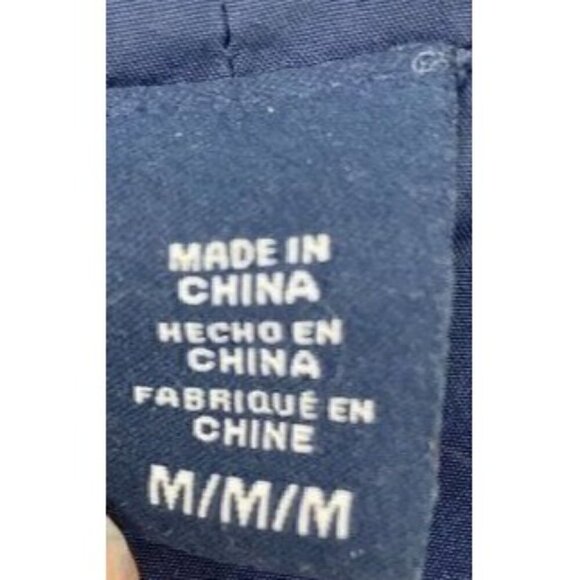 MADE IN
CHINA
HECHO EN
CHINA
FABRIQUÉ EN
CHINE
M/M/M